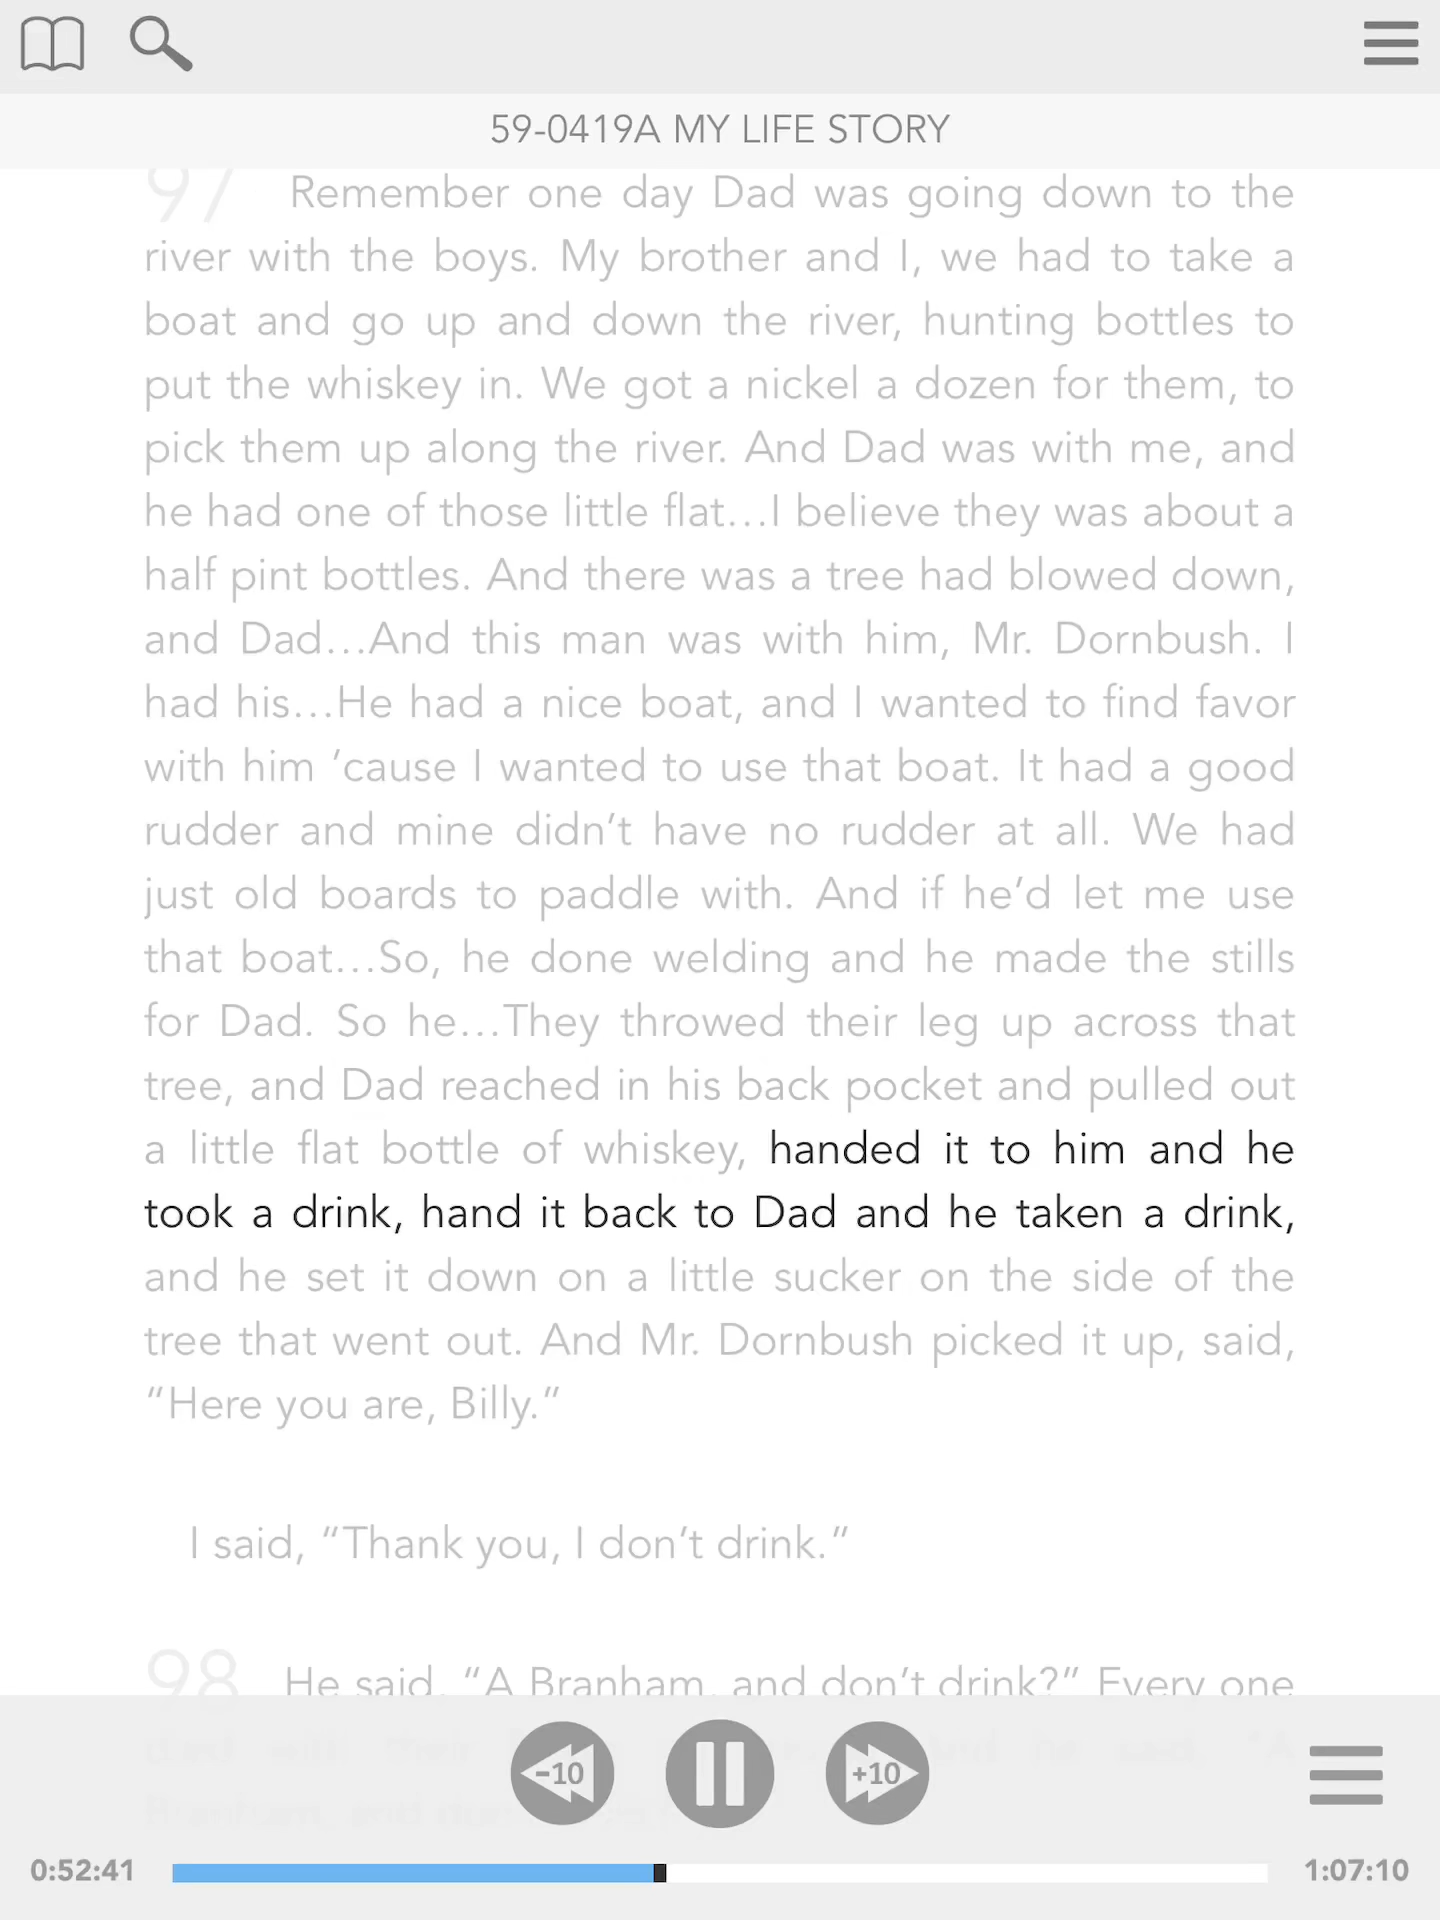 59-0419A MY LIFE STORY
97 Remember one day Dad was going down to the
river with the boys. My brother and I, we had to take a
boat and go up and down the river, hunting bottles to
put the whiskey in. We got a nickel a dozen for them, to
pick them up along the river. And Dad was with me, and
he had one of those little flat…I believe they was about a
half pint bottles. And there was a tree had blowed down,
and Dad…And this man was with him, Mr. Dornbush. I
had his…He had a nice boat, and I wanted to find favor
with him ’cause I wanted to use that boat. It had a good
rudder and mine didn’t have no rudder at all. We had
just old boards to paddle with. And if he’d let me use
that boat…So, he done welding and he made the stills
for Dad. So he…They throwed their leg up across that
tree, and Dad reached in his back pocket and pulled out
a little flat bottle of whiskey, handed it to him and he
took a drink, hand it back to Dad and he taken a drink,
and he set it down on a little sucker on the side of the
tree that went out. And Mr. Dornbush picked it up, said,
“Here you are, Billy.”
I said, “Thank you, I don’t drink.”
98 He said, “A Branham, and don’t drink?” Every one
died with their and he said, “A
Branham, and
-10
+10
0:52:41
1:07:10